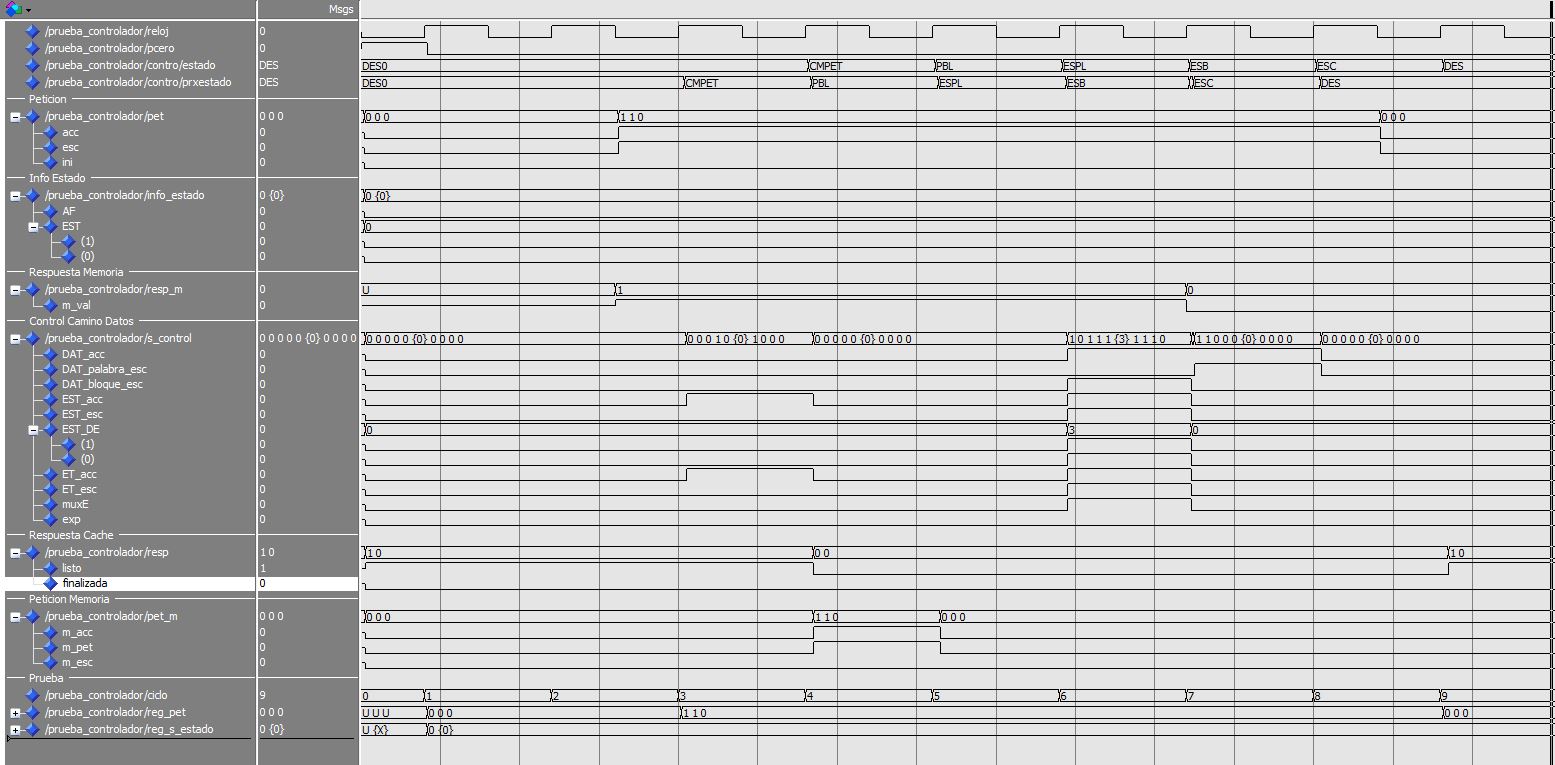 Msgs
/prueba_controlador/reloj 0
/prueba_controlador/pcero 0
/prueba_controlador/contro/estado DES DES0 CMPET PBL ESPL ESB ESC DES
/prueba_controlador/contro/prxestado DES DES0 CMPET PBL ESPL ESB ESC DES
Peticion
/prueba_controlador/pet 0 0 0 0 0 0 1 1 0 0 0 0
acc 0
esc 0
ini 0
Info Estado
/prueba_controlador/info_estado 0 {0} 0 {0}
AF 0
EST 0 0
(1) 0
(0) 0
Respuesta Memoria
/prueba_controlador/resp_m 0 U 1 0
m_val 0
Control Camino Datos
/prueba_controlador/s_control 0 0 0 0 0 {0} 0 0 0 0 0 0 0 0 0 {0} 0 0 0 0 0 0 0 1 0 {0} 1 0 0 0 0 0 0 0 0 {0} 0 0 0 0 1 0 1 1 1 {3} 1 1 1 0 1 1 0 0 0 {0} 0 0 0 0 0 0 0 0 0 {0} 0 0 0 0
DAT_acc 0
DAT_palabra_esc 0
DAT_bloque_esc 0
EST_acc 0
EST_esc 0
EST_DE 0 0 3 0
(1) 0
(0) 0
ET_acc 0
ET_esc 0
muxE 0
exp 0
Respuesta Cache
/prueba_controlador/resp 1 0 1 0 0 0 1 0
listo 1
finalizada 0
Peticion Memoria
/prueba_controlador/pet_m 0 0 0 0 0 0 1 1 0 0 0 0
m_acc 0
m_pet 0
m_esc 0
Prueba
/prueba_controlador/ciclo 9 0 1 2 3 4 5 6 7 8 9
/prueba_controlador/reg_pet 0 0 0 U U U 0 0 0 1 1 0 0 0 0
/prueba_controlador/reg_s_estado 0 {0} U {X} 0 {0}